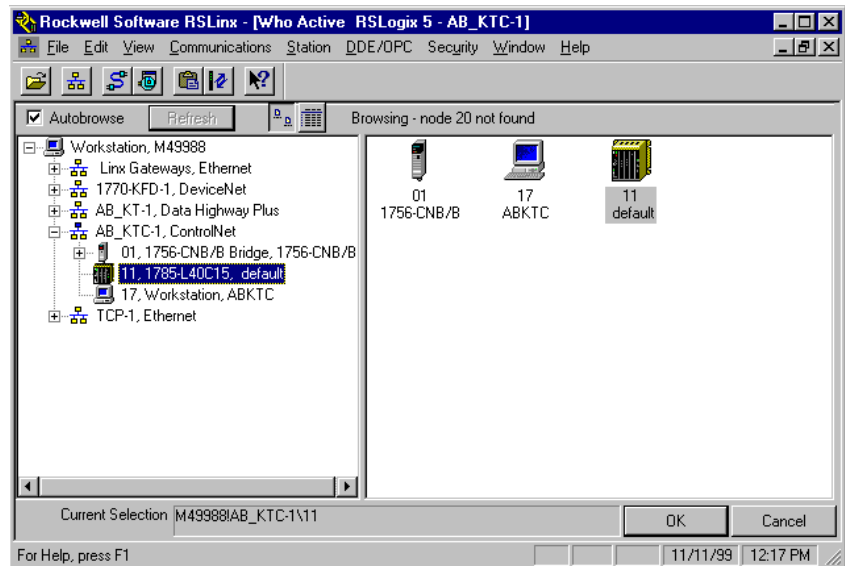 Rockwell Software RSLinx - [Who Active RSLogix 5 - AB_KTC-1]
File Edit View Communications Station DDE/OPC Security Window Help
Autobrowse Refresh Browsing - node 20 not found
Workstation, M49988
Linx Gateways, Ethernet
1770-KFD-1, DeviceNet
AB_KT-1, Data Highway Plus
AB_KTC-1, ControlNet
01, 1756-CNB/B Bridge, 1756-CNB/B
11, 1785-L40C15, default
17, Workstation, ABKTC
TCP-1, Ethernet
01
1756-CNB/B
17
ABKTC
11
default
Current Selection M49988!AB_KTC-1\11 OK Cancel
For Help, press F1 11/11/99 12:17 PM